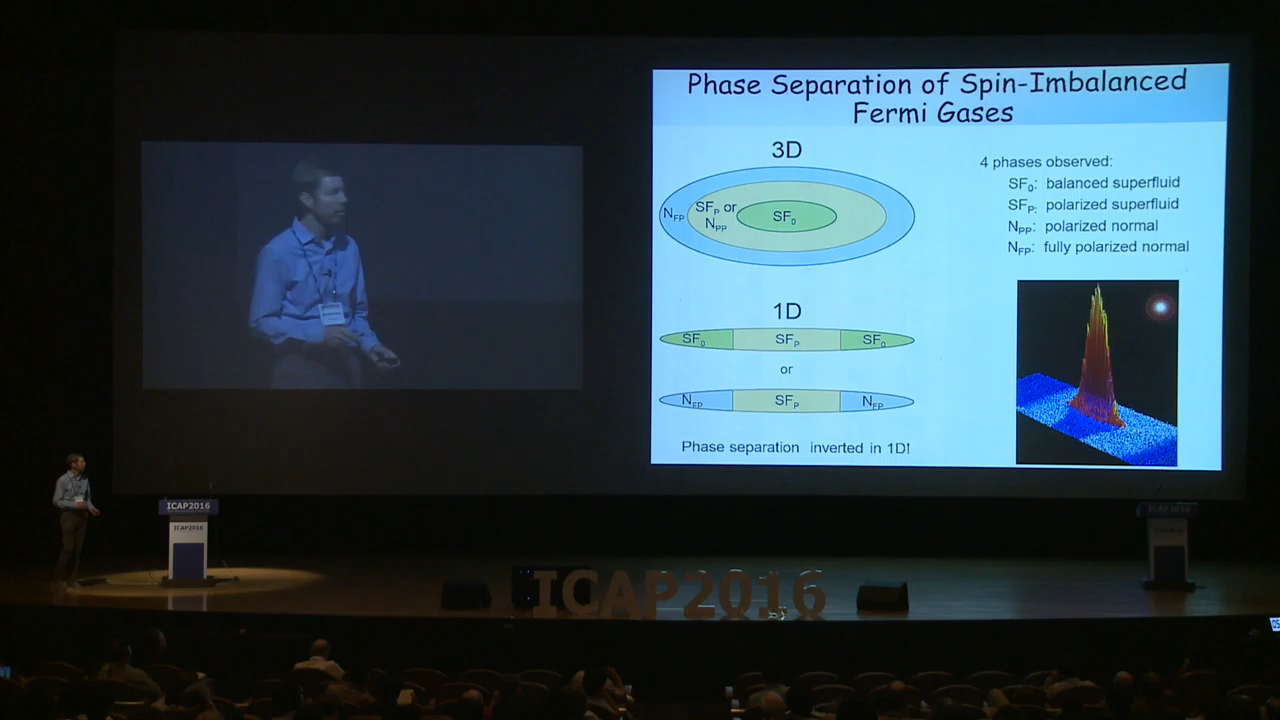 Phase Separation of Spin-Imbalanced
Fermi Gases
3D
N_FP
SF_P or
N_PP
SF_0
4 phases observed:
SF_0: balanced superfluid
SF_P: polarized superfluid
N_PP: polarized normal
N_FP: fully polarized normal
1D
SF_0 SF_P SF_0
or
N_FP SF_P N_FP
Phase separation inverted in 1D!
ICAP2016
ICAP2016
ICAP2016
ICAP2016